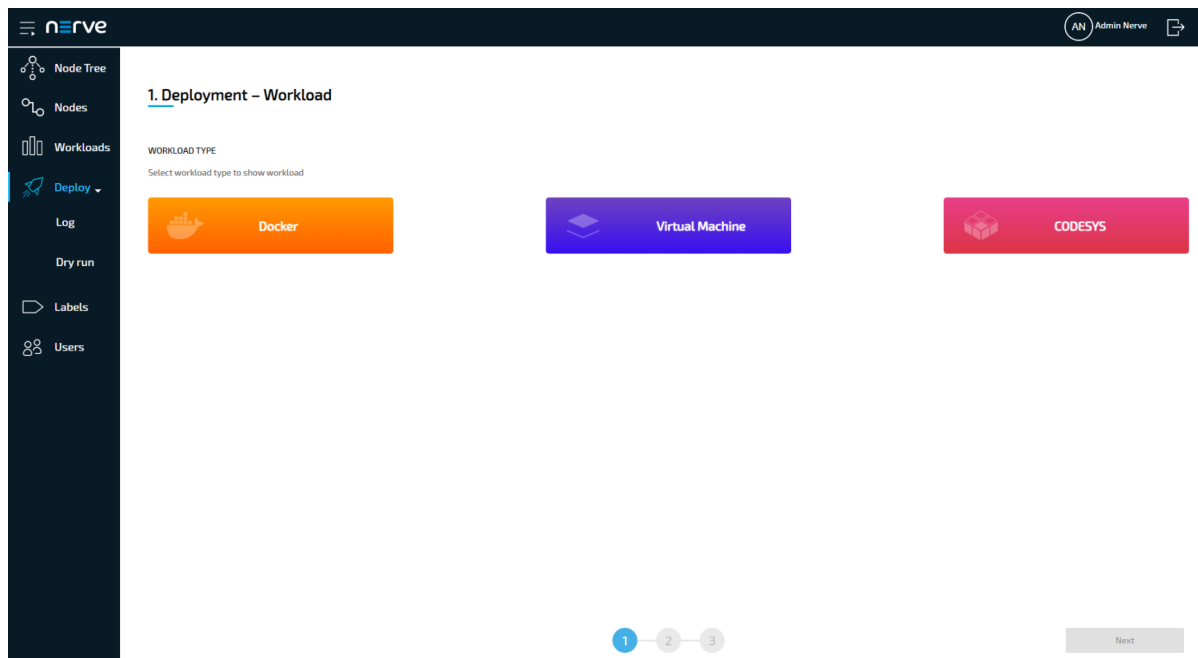 nerve
AN Admin Nerve
Node Tree
Nodes
Workloads
Deploy
Log
Dry run
Labels
Users
1. Deployment – Workload
WORKLOAD TYPE
Select workload type to show workload
Docker
Virtual Machine
CODESYS
1 2 3
Next